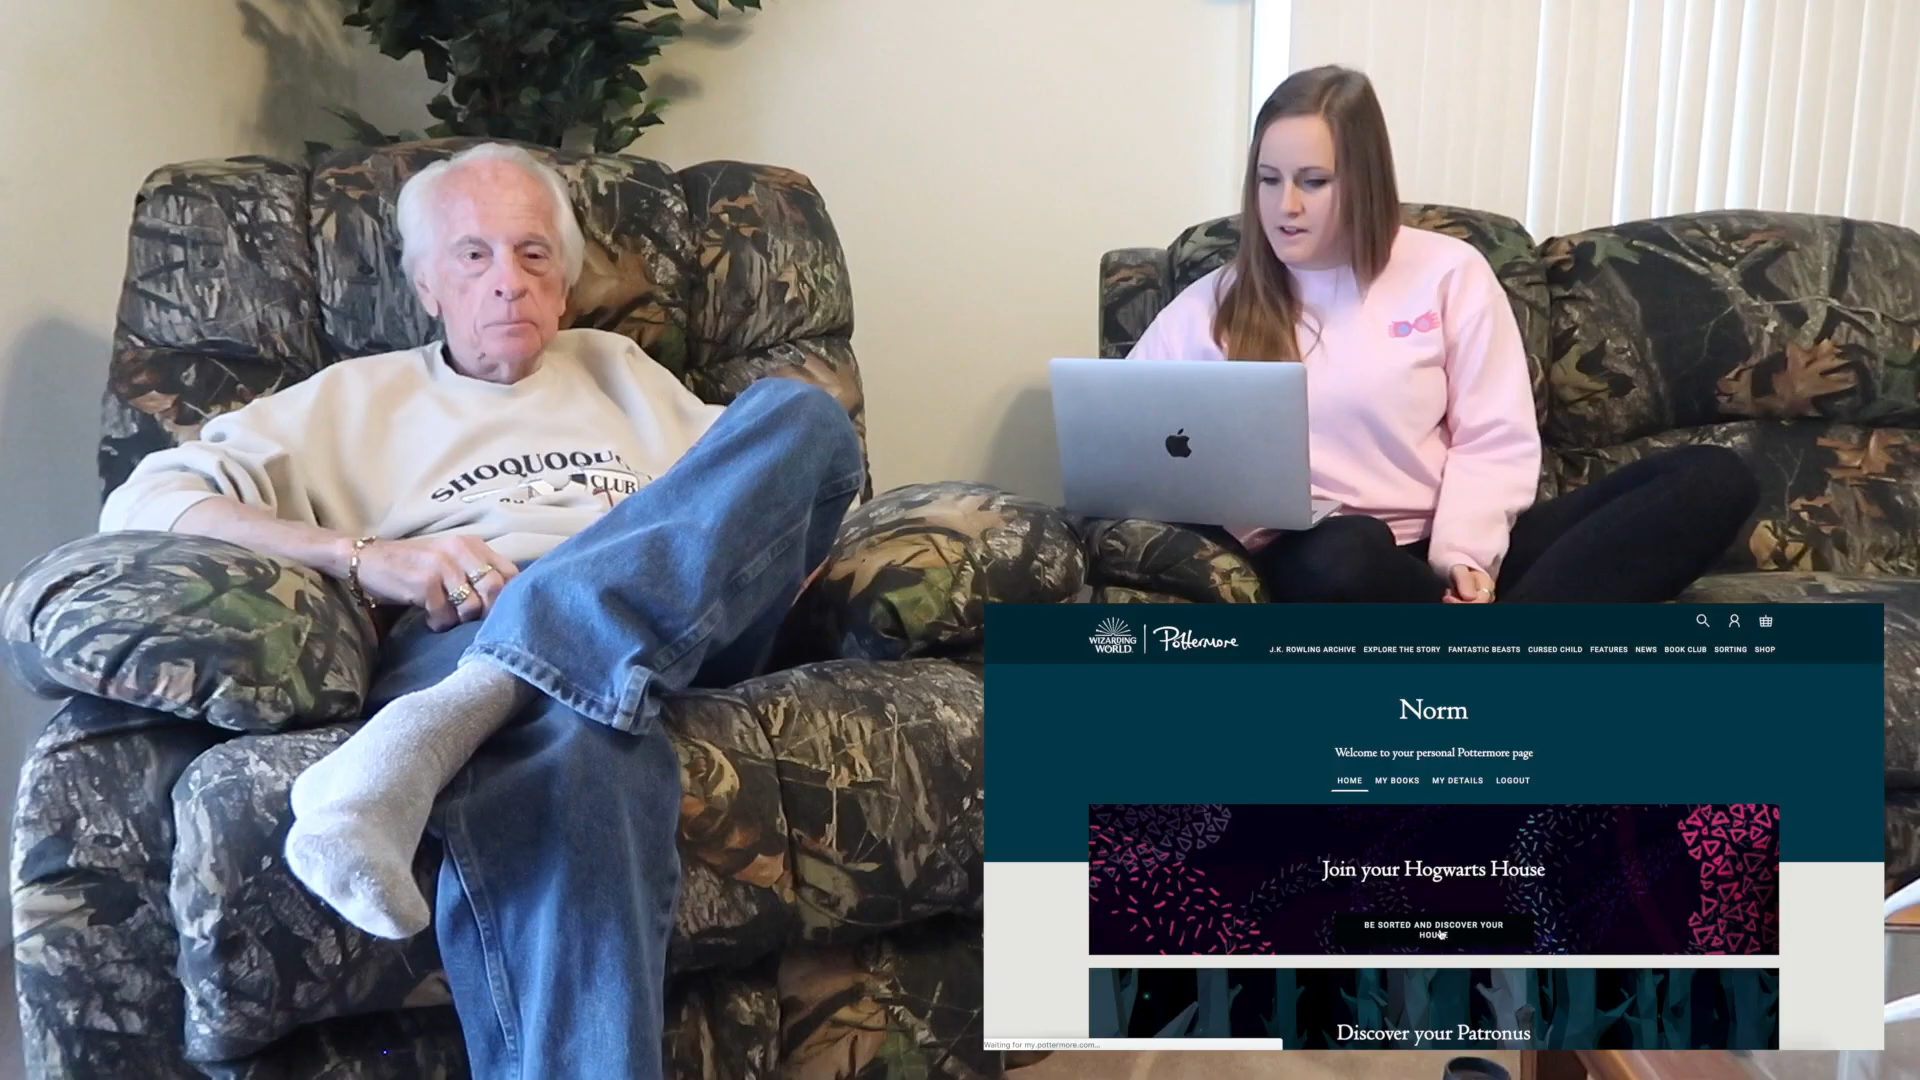 SHOQUOQU
CLUB
WIZARDING
WORLD
Pottermore
J.K. ROWLING ARCHIVE EXPLORE THE STORY FANTASTIC BEASTS CURSED CHILD FEATURES NEWS BOOK CLUB SORTING SHOP
Norm
Welcome to your personal Pottermore page
HOME MY BOOKS MY DETAILS LOGOUT
Join your Hogwarts House
BE SORTED AND DISCOVER YOUR
HOUSE
Discover your Patronus
Waiting for my.pottermore.com...